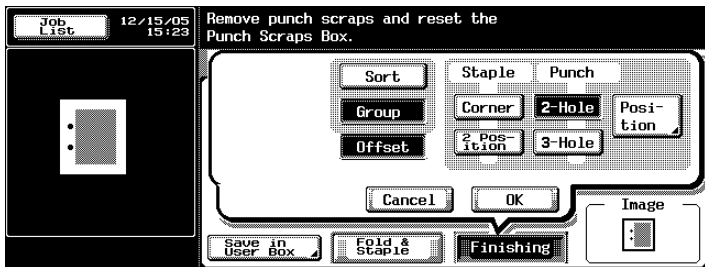 Job
List
12/15/05
15:23
Remove punch scraps and reset the
Punch Scraps Box.
Sort
Group
Offset
Staple
Punch
Corner
2 Pos-
ition
2-Hole
3-Hole
Posi-
tion
Cancel
OK
Image
Save in
User Box
Fold &
Staple
Finishing